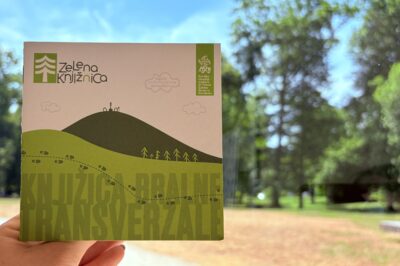 Zelena
Knjižnica
KNJIŽICA BRALNE
TRANSVERZALE